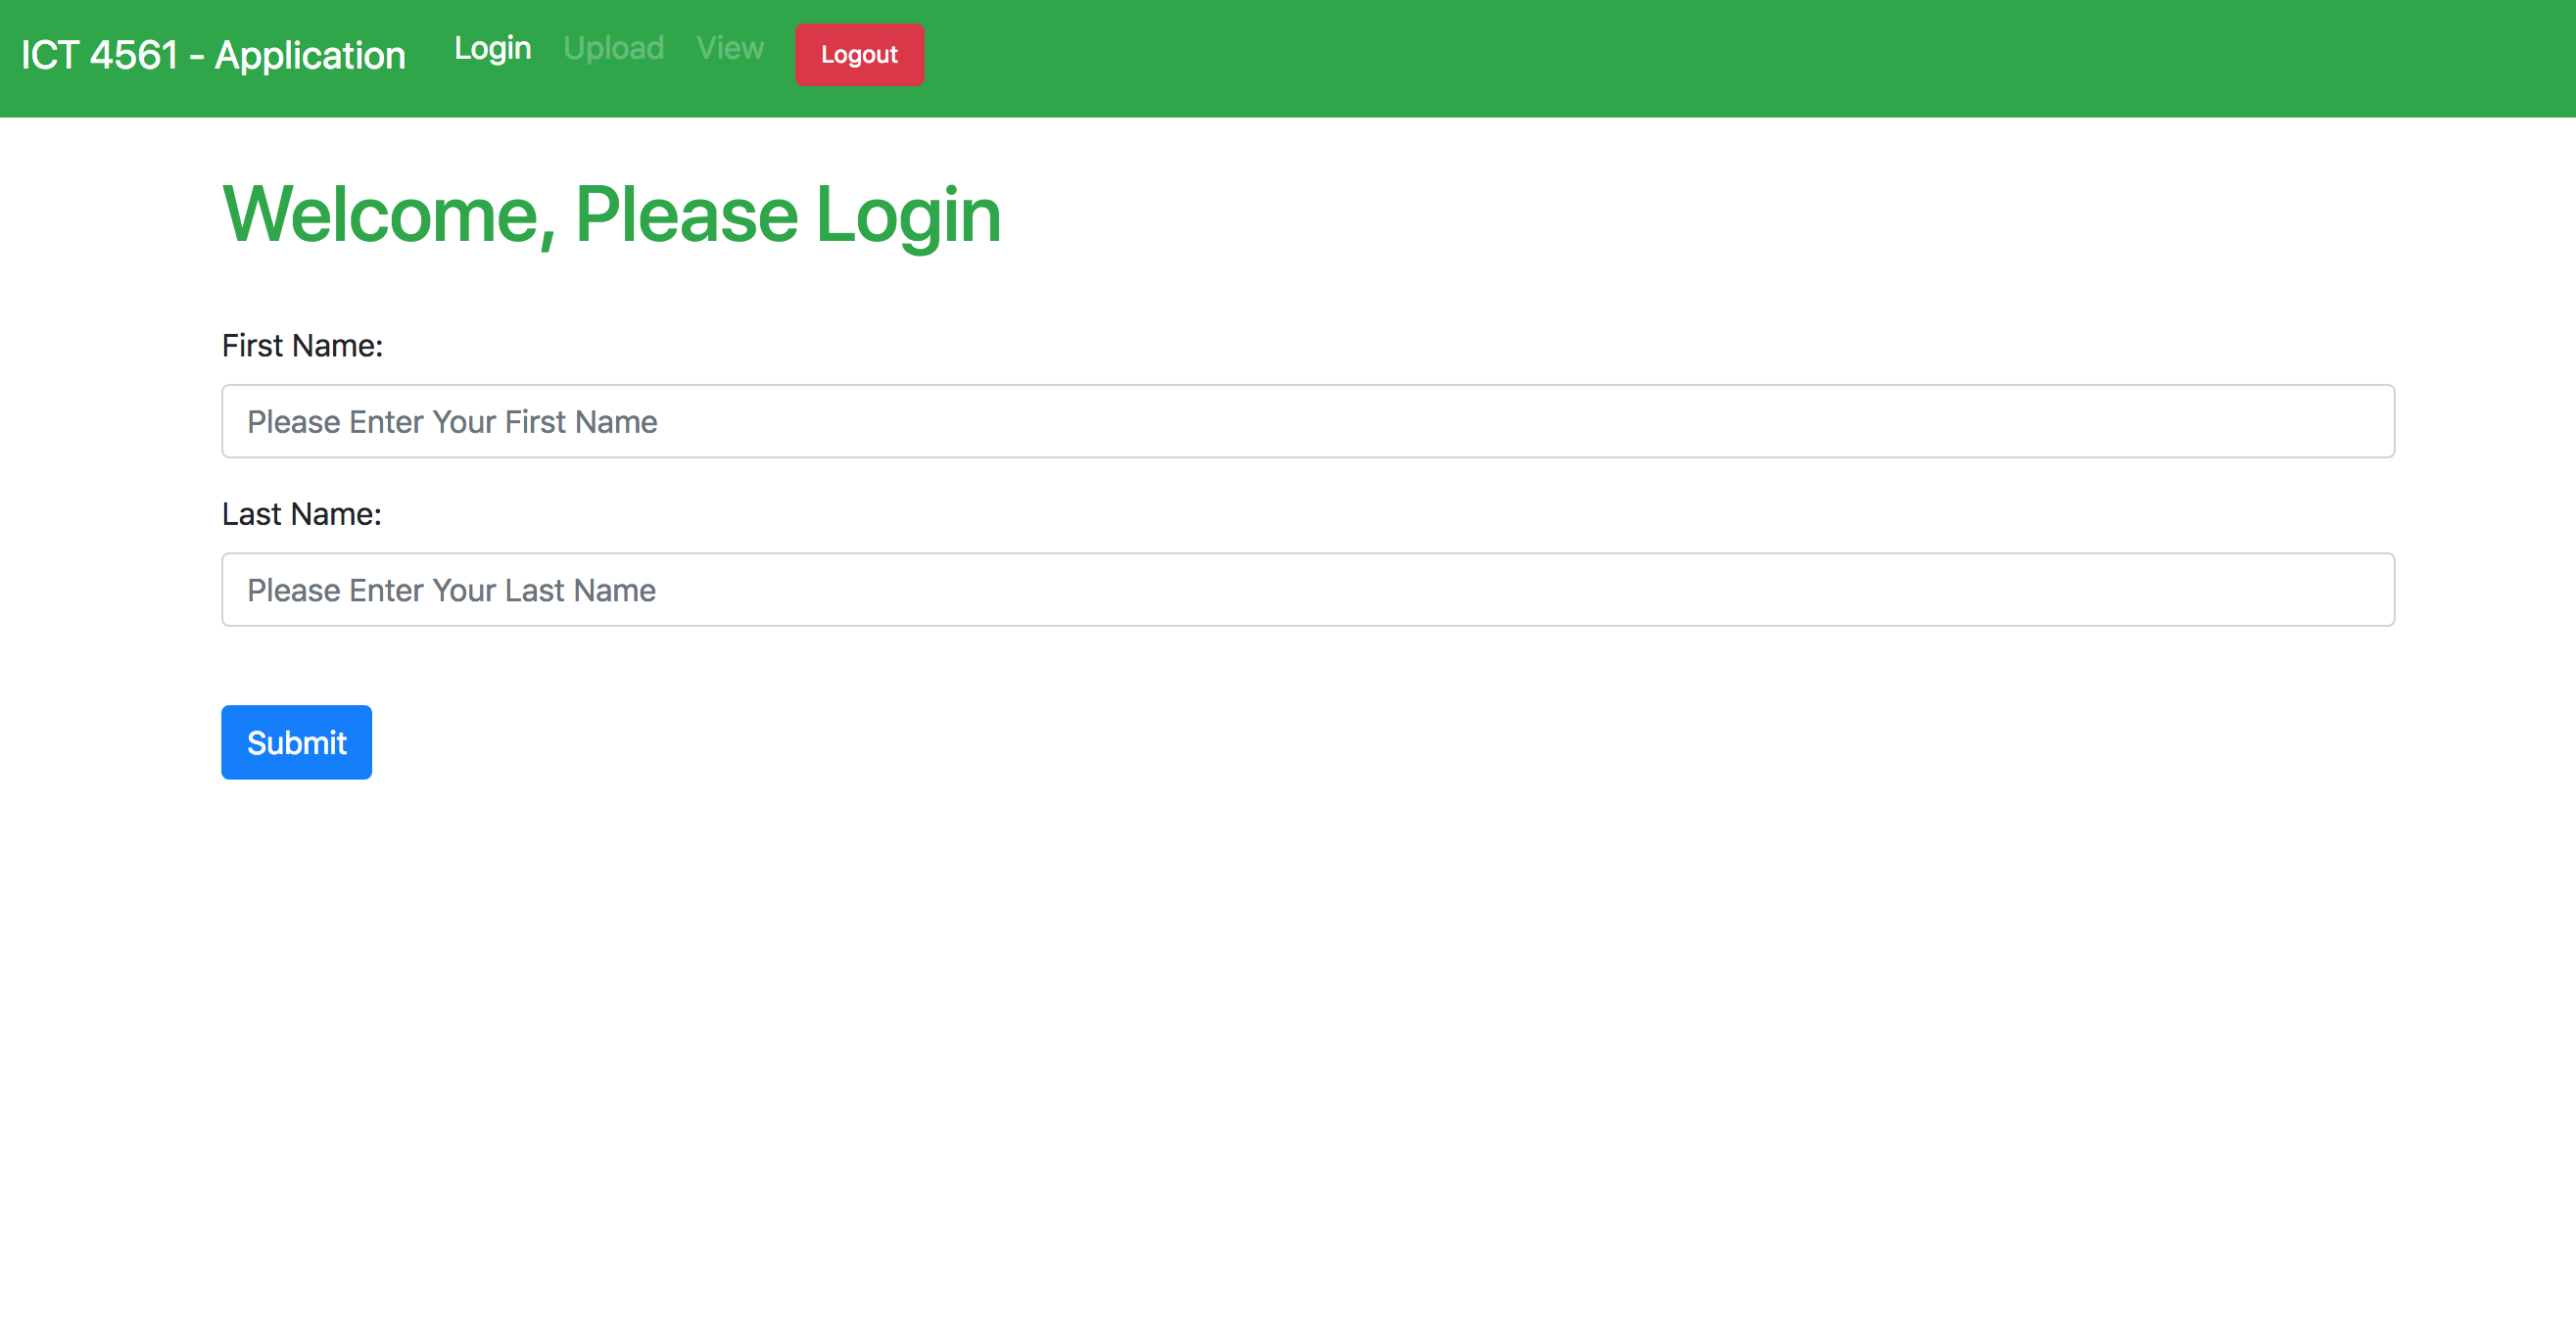 ICT 4561 - Application Login Upload View Logout
Welcome, Please Login
First Name:
Please Enter Your First Name
Last Name:
Please Enter Your Last Name
Submit